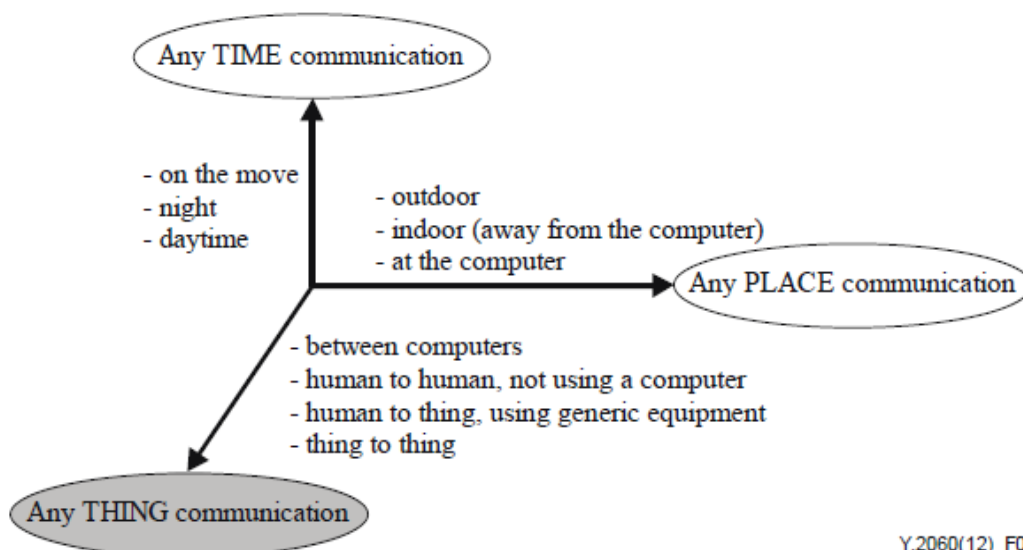 Any TIME communication
- on the move
- night
- daytime
- outdoor
- indoor (away from the computer)
- at the computer
Any PLACE communication
- between computers
- human to human, not using a computer
- human to thing, using generic equipment
- thing to thing
Any THING communication
Y.2060(12)_F0